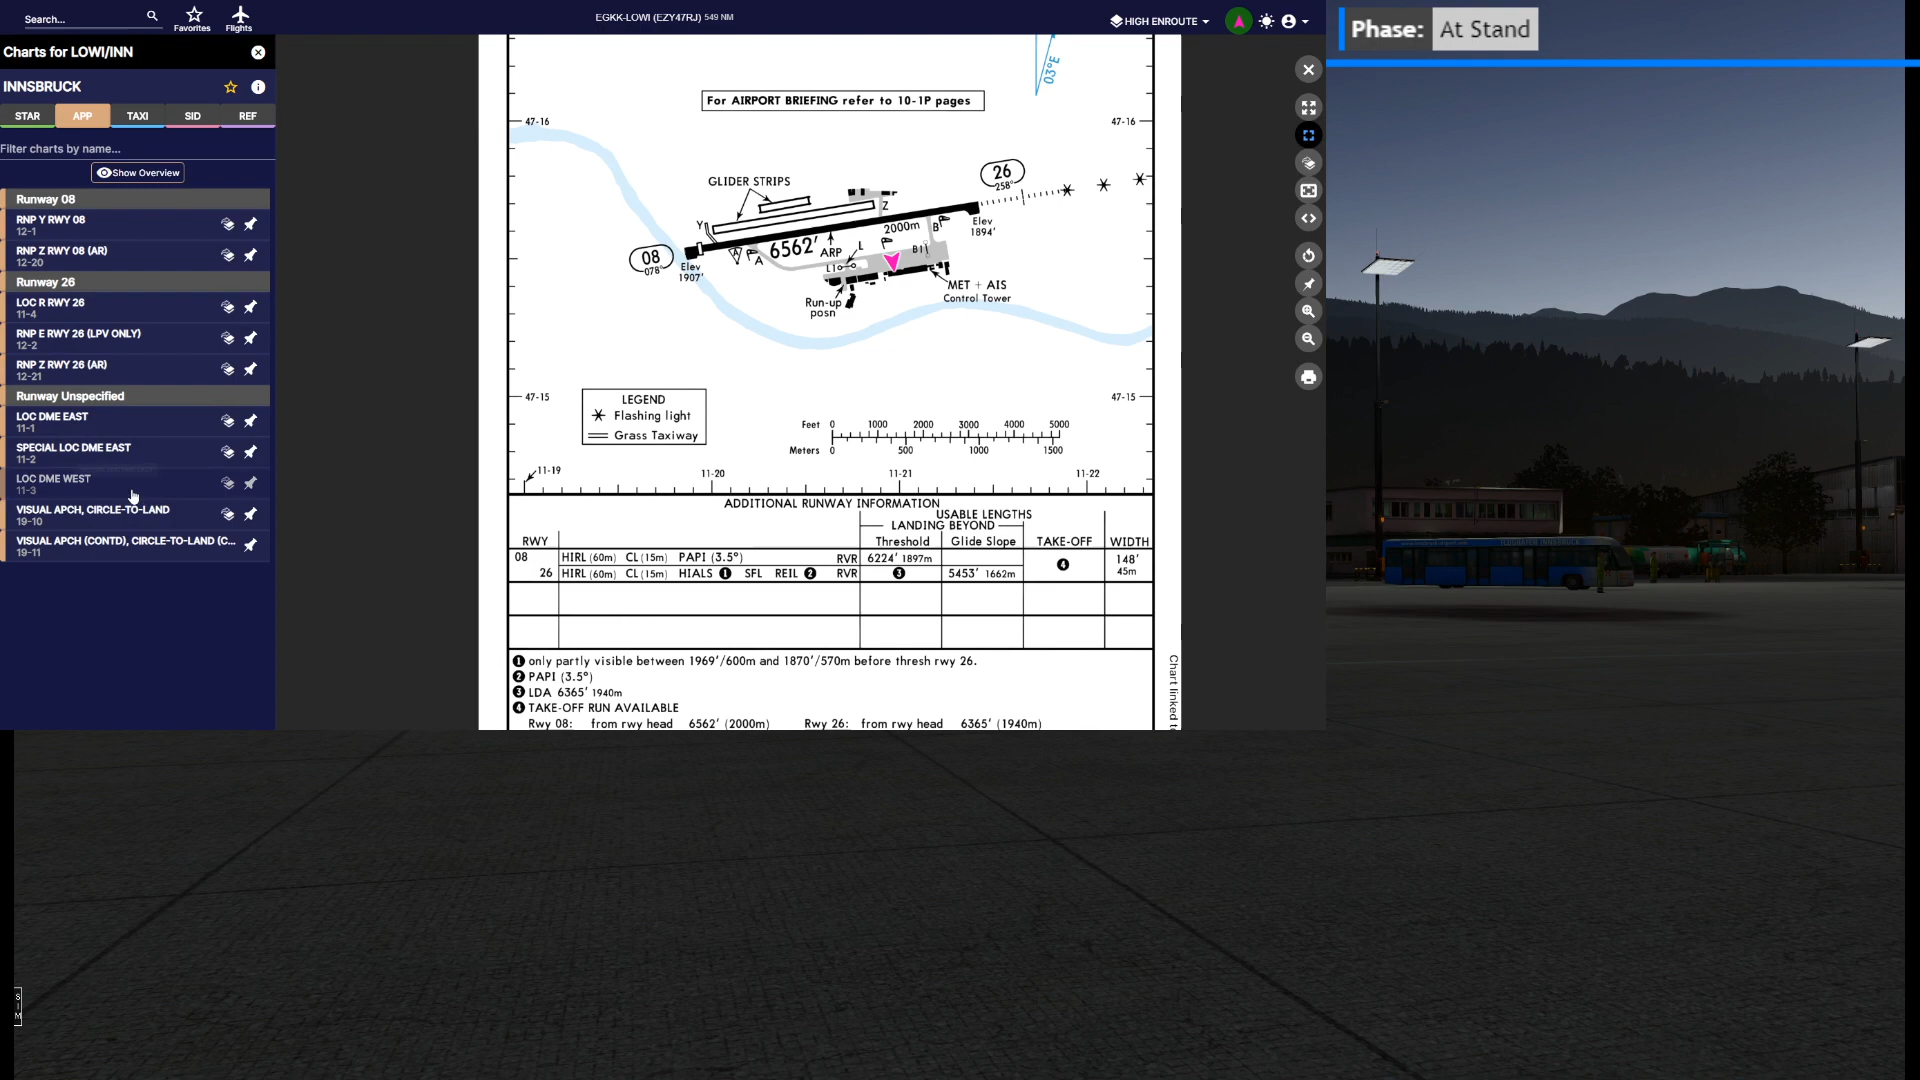 Search...
Favorites
Flights
EGKK-LOWI (EZY47RJ) 549 NM
HIGH ENROUTE
Phase: At Stand
Charts for LOWI/INN
INNSBRUCK
STAR APP TAXI SID REF
Filter charts by name...
Show Overview
Runway 08
RNP Y RWY 08
12-1
RNP Z RWY 08 (AR)
12-20
Runway 26
LOC R RWY 26
11-4
RNP E RWY 26 (LPV ONLY)
12-2
RNP Z RWY 26 (AR)
12-21
Runway Unspecified
LOC DME EAST
11-1
SPECIAL LOC DME EAST
11-2
LOC DME WEST
11-3
VISUAL APCH, CIRCLE-TO-LAND
19-10
VISUAL APCH (CONTD), CIRCLE-TO-LAND (C...
19-11
03°E
For AIRPORT BRIEFING refer to 10-1P pages
47-16 47-16
GLIDER STRIPS
26
258°
Y
Z
Elev
1894'
2000m
B
6562'
ARP
L
B1
A
A
L1
08
078°
Elev
1907'
MET + AIS
Control Tower
Run-up
posn
47-15 47-15
LEGEND
Flashing light
Grass Taxiway
Feet 0 1000 2000 3000 4000 5000
Meters 0 500 1000 1500
11-19 11-20 11-21 11-22
ADDITIONAL RUNWAY INFORMATION
USABLE LENGTHS
LANDING BEYOND
RWY Threshold Glide Slope TAKE-OFF WIDTH
08 HIRL (60m) CL (15m) PAPI (3.5°) RVR 6224' 1897m 4 148'
26 HIRL (60m) CL (15m) HIALS 1 SFL REIL 2 RVR 3 5453' 1662m 45m
1 only partly visible between 1969'/600m and 1870'/570m before thresh rwy 26.
2 PAPI (3.5°)
3 LDA 6365' 1940m
4 TAKE-OFF RUN AVAILABLE
Rwy 08: from rwy head 6562' (2000m) Rwy 26: from rwy head 6365' (1940m)
Chart linked t
FLUGHAFEN INNSBRUCK
SIM